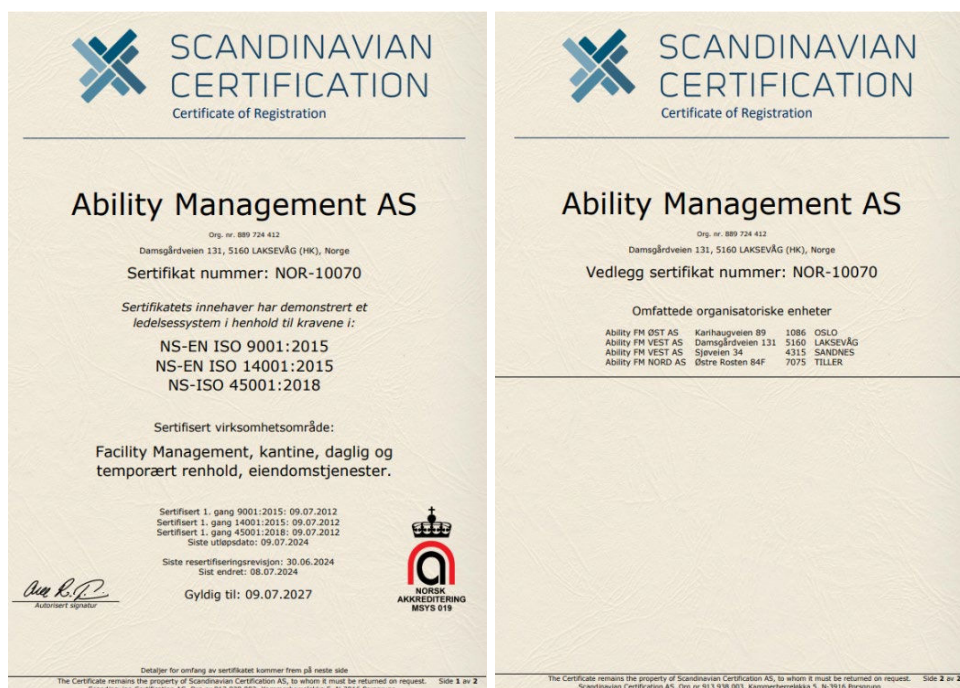 SCANDINAVIAN
CERTIFICATION
Certificate of Registration
Ability Management AS
Org. nr. 889 724 412
Damsgårdveien 131, 5160 LAKSEVÅG (HK), Norge
Sertifikat nummer: NOR-10070
Sertifikatets innehaver har demonstrert et
ledelsessystem i henhold til kravene i:
NS-EN ISO 9001:2015
NS-EN ISO 14001:2015
NS-ISO 45001:2018
Sertifisert virksomhetsområde:
Facility Management, kantine, daglig og
temporært renhold, eiendomstjenester.
Sertifisert 1. gang 9001:2015: 09.07.2012
Sertifisert 1. gang 14001:2015: 09.07.2012
Sertifisert 1. gang 45001:2018: 09.07.2012
Siste utløpsdato: 09.07.2024
Siste resertifiseringsrevisjon: 30.06.2024
Sist endret: 08.07.2024
Gyldig til: 09.07.2027
Autorisert signatur
NORSK
AKKREDITERING
MSYS 019
Detaljer for omfang av sertifikatet kommer frem på neste side
The Certificate remains the property of Scandinavian Certification AS, to whom it must be returned on request. Side 1 av 2
SCANDINAVIAN
CERTIFICATION
Certificate of Registration
Ability Management AS
Org. nr. 889 724 412
Damsgårdveien 131, 5160 LAKSEVÅG (HK), Norge
Vedlegg sertifikat nummer: NOR-10070
Omfattede organisatoriske enheter
Ability FM ØST AS Karihaugveien 89 1086 OSLO
Ability FM VEST AS Damsgårdveien 131 5160 LAKSEVÅG
Ability FM VEST AS Sjøveien 34 4315 SANDNES
Ability FM NORD AS Østre Rosten 84F 7075 TILLER
The Certificate remains the property of Scandinavian Certification AS, to whom it must be returned on request. Side 2 av 2
Scandinavian Certification AS, Org nr 913 938 003, Kammerherreløkka 5, N-3916 Porsgrunn